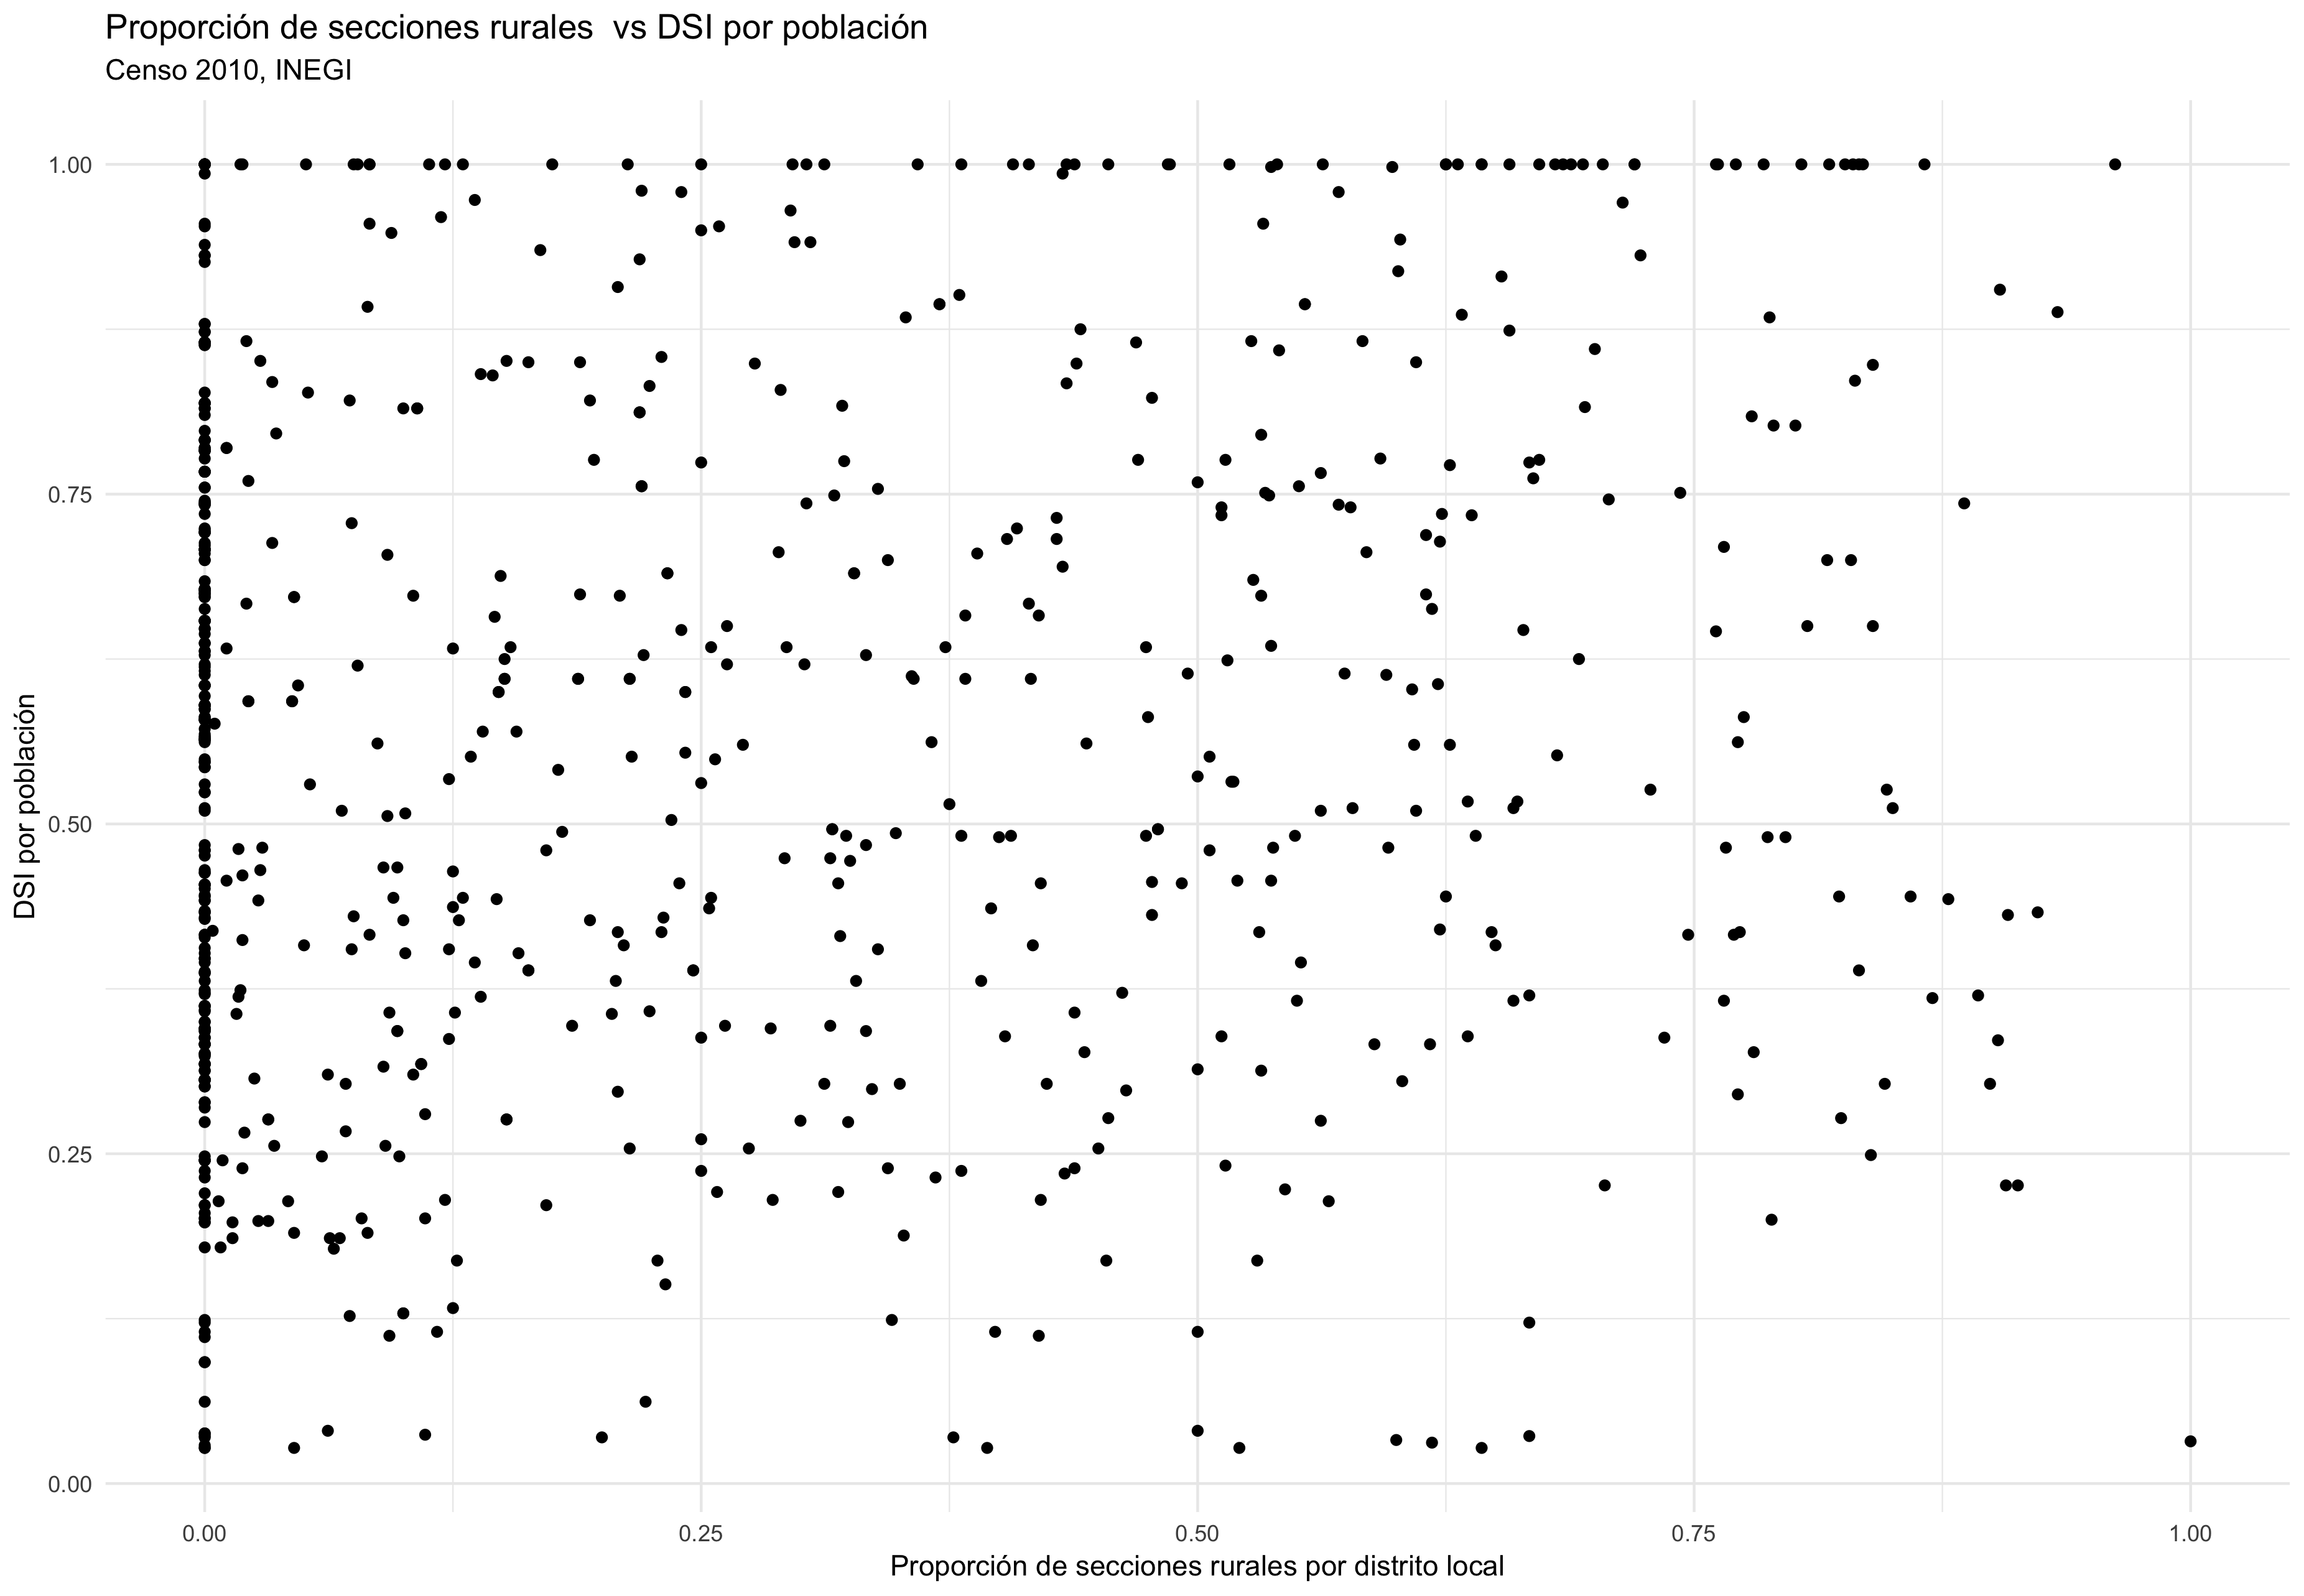 Proporción de secciones rurales  vs DSI por población
Censo 2010, INEGI
1.00
0.75
0.50
0.25
0.00
DSI por población
0.00 0.25 0.50 0.75 1.00
Proporción de secciones rurales por distrito local